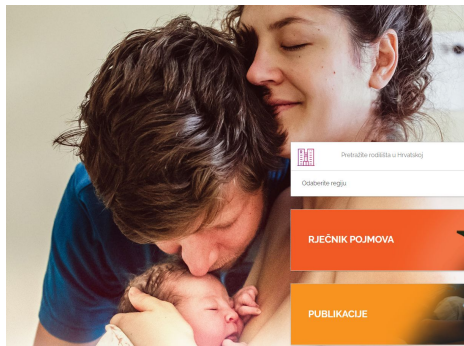 Pretražite rodilišta u Hrvatskoj
Odaberite regiju
RJEČNIK POJMOVA
PUBLIKACIJE